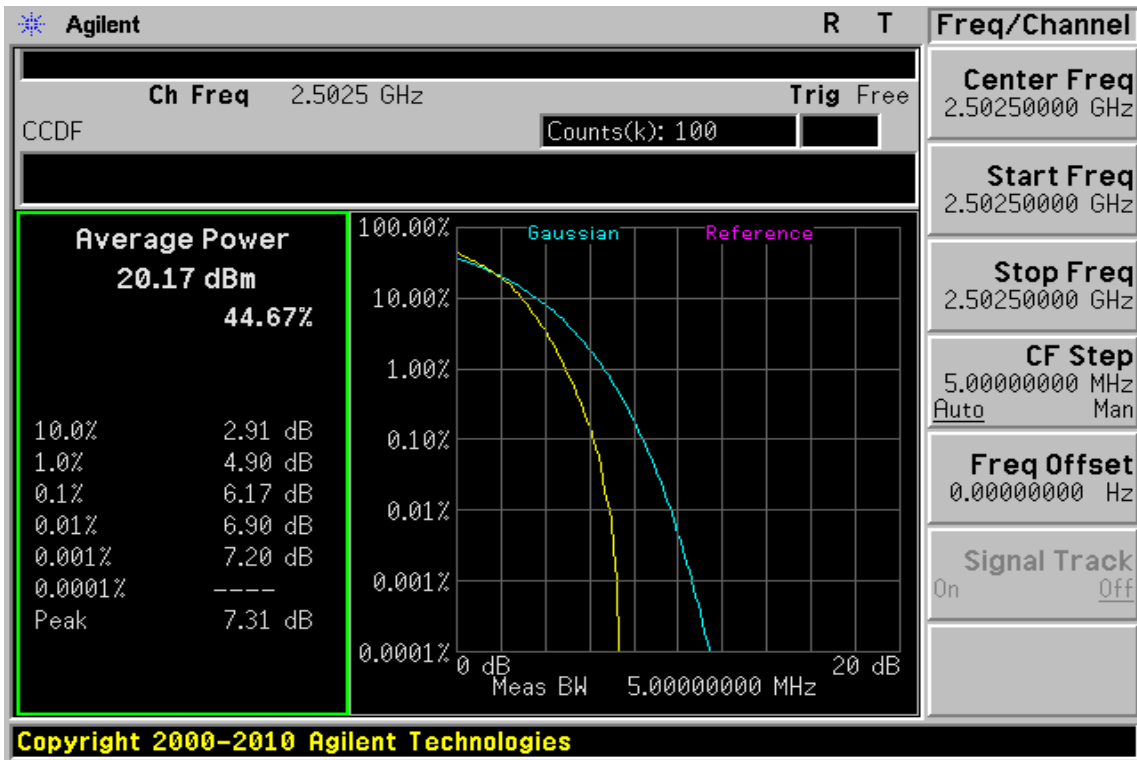 Agilent R T
Ch Freq 2.5025 GHz Trig Free
CCDF
Counts(k): 100
Average Power
20.17 dBm
44.67%
10.0% 2.91 dB
1.0% 4.90 dB
0.1% 6.17 dB
0.01% 6.90 dB
0.001% 7.20 dB
0.0001% ----
Peak 7.31 dB
Gaussian Reference
100.00%
10.00%
1.00%
0.10%
0.01%
0.001%
0.0001%
0 dB 20 dB
Meas BW 5.00000000 MHz
Freq/Channel
Center Freq
2.50250000 GHz
Start Freq
2.50250000 GHz
Stop Freq
2.50250000 GHz
CF Step
5.00000000 MHz
Auto Man
Freq Offset
0.00000000 Hz
Signal Track
On Off
Copyright 2000-2010 Agilent Technologies